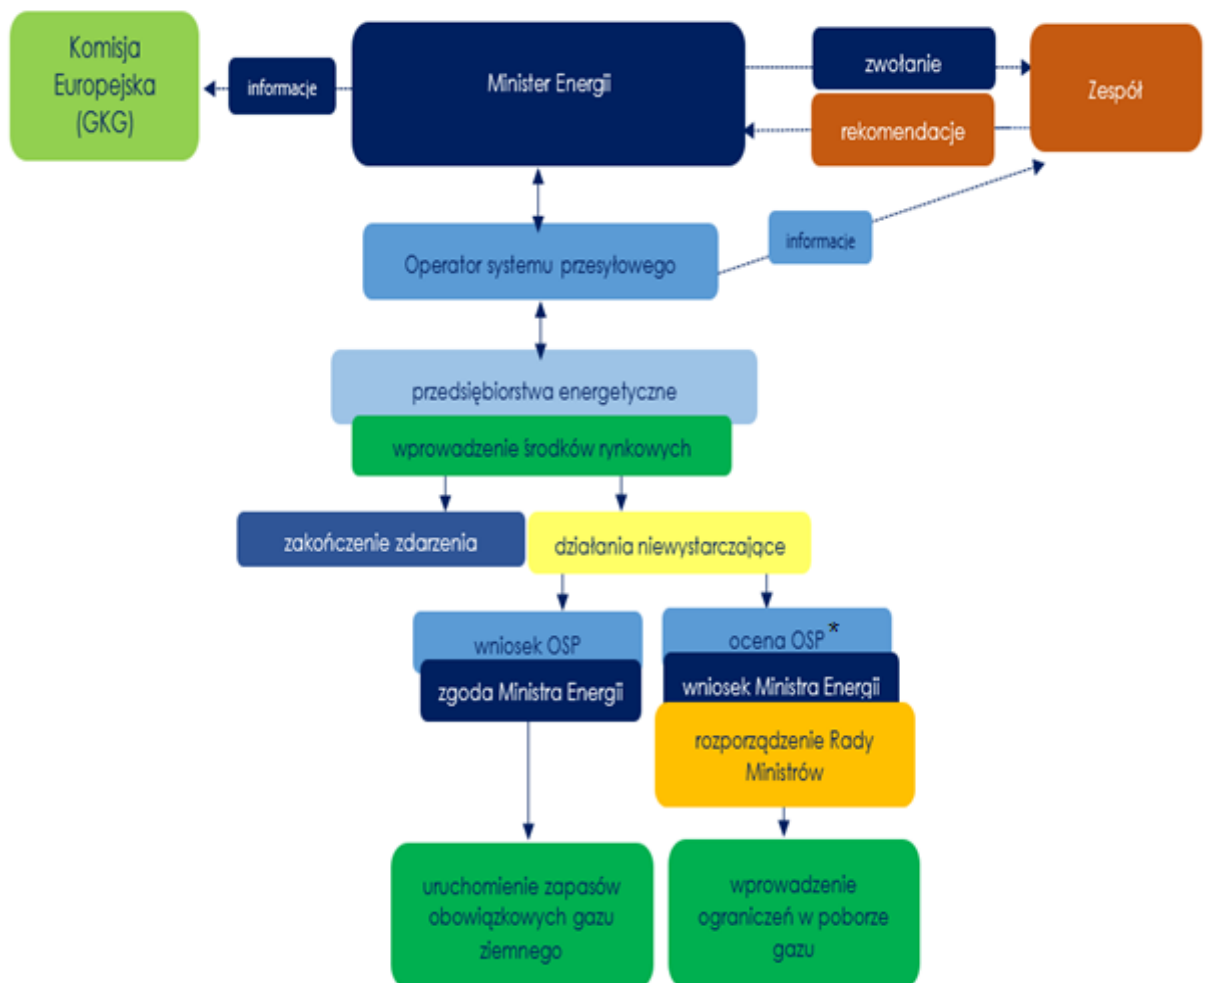 Komisja
Europejska
(GKG)
informacje
Minister Energii
zwołanie
rekomendacje
Zespół
Operator systemu przesyłowego
informacje
przedsiębiorstwa energetyczne
wprowadzenie środków rynkowych
zakończenie zdarzenia
działania niewystarczające
wniosek OSP
zgoda Ministra Energii
ocena OSP*
wniosek Ministra Energii
rozporządzenie Rady
Ministrów
uruchomienie zapasów
obowiązkowych gazu
ziemnego
wprowadzenie
ograniczeń w poborze
gazu